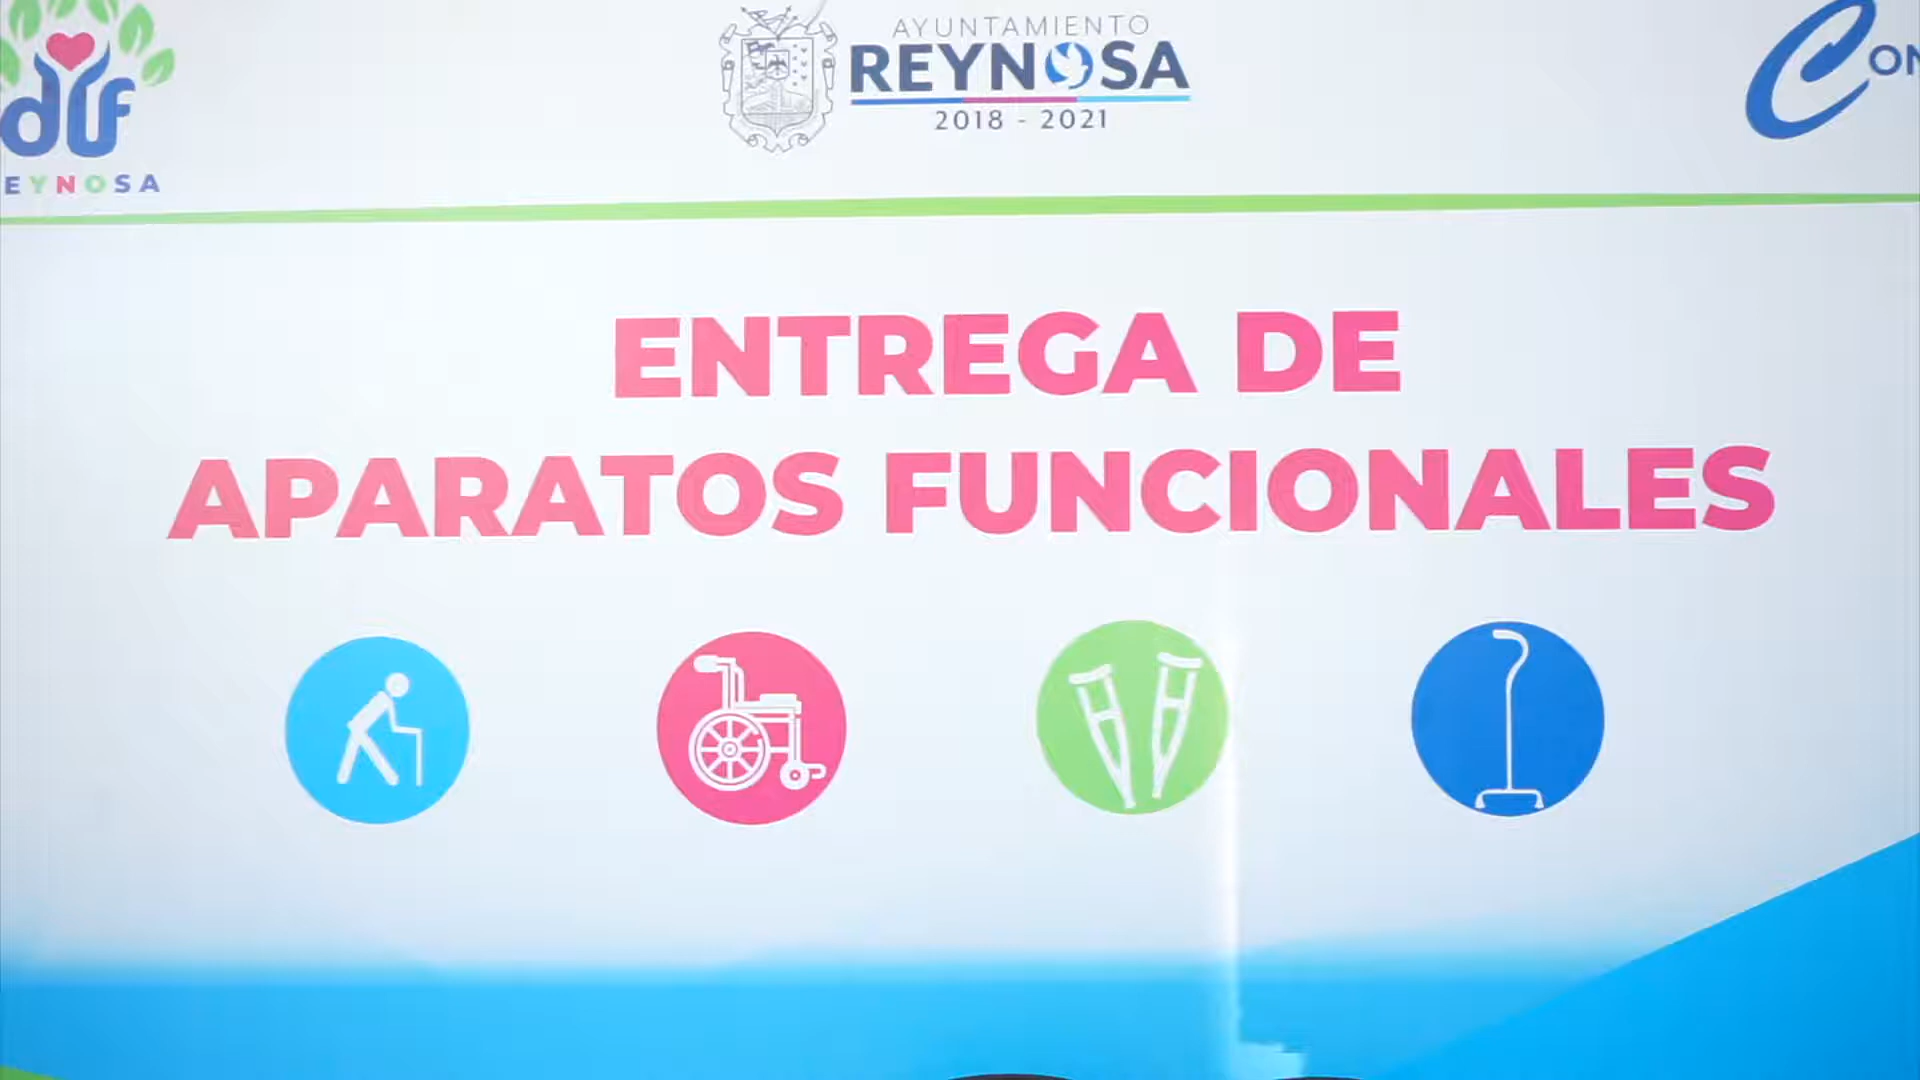 dif
EYNOSA
AYUNTAMIENTO
REYNOSA
2018 - 2021
ENTREGA DE
APARATOS FUNCIONALES